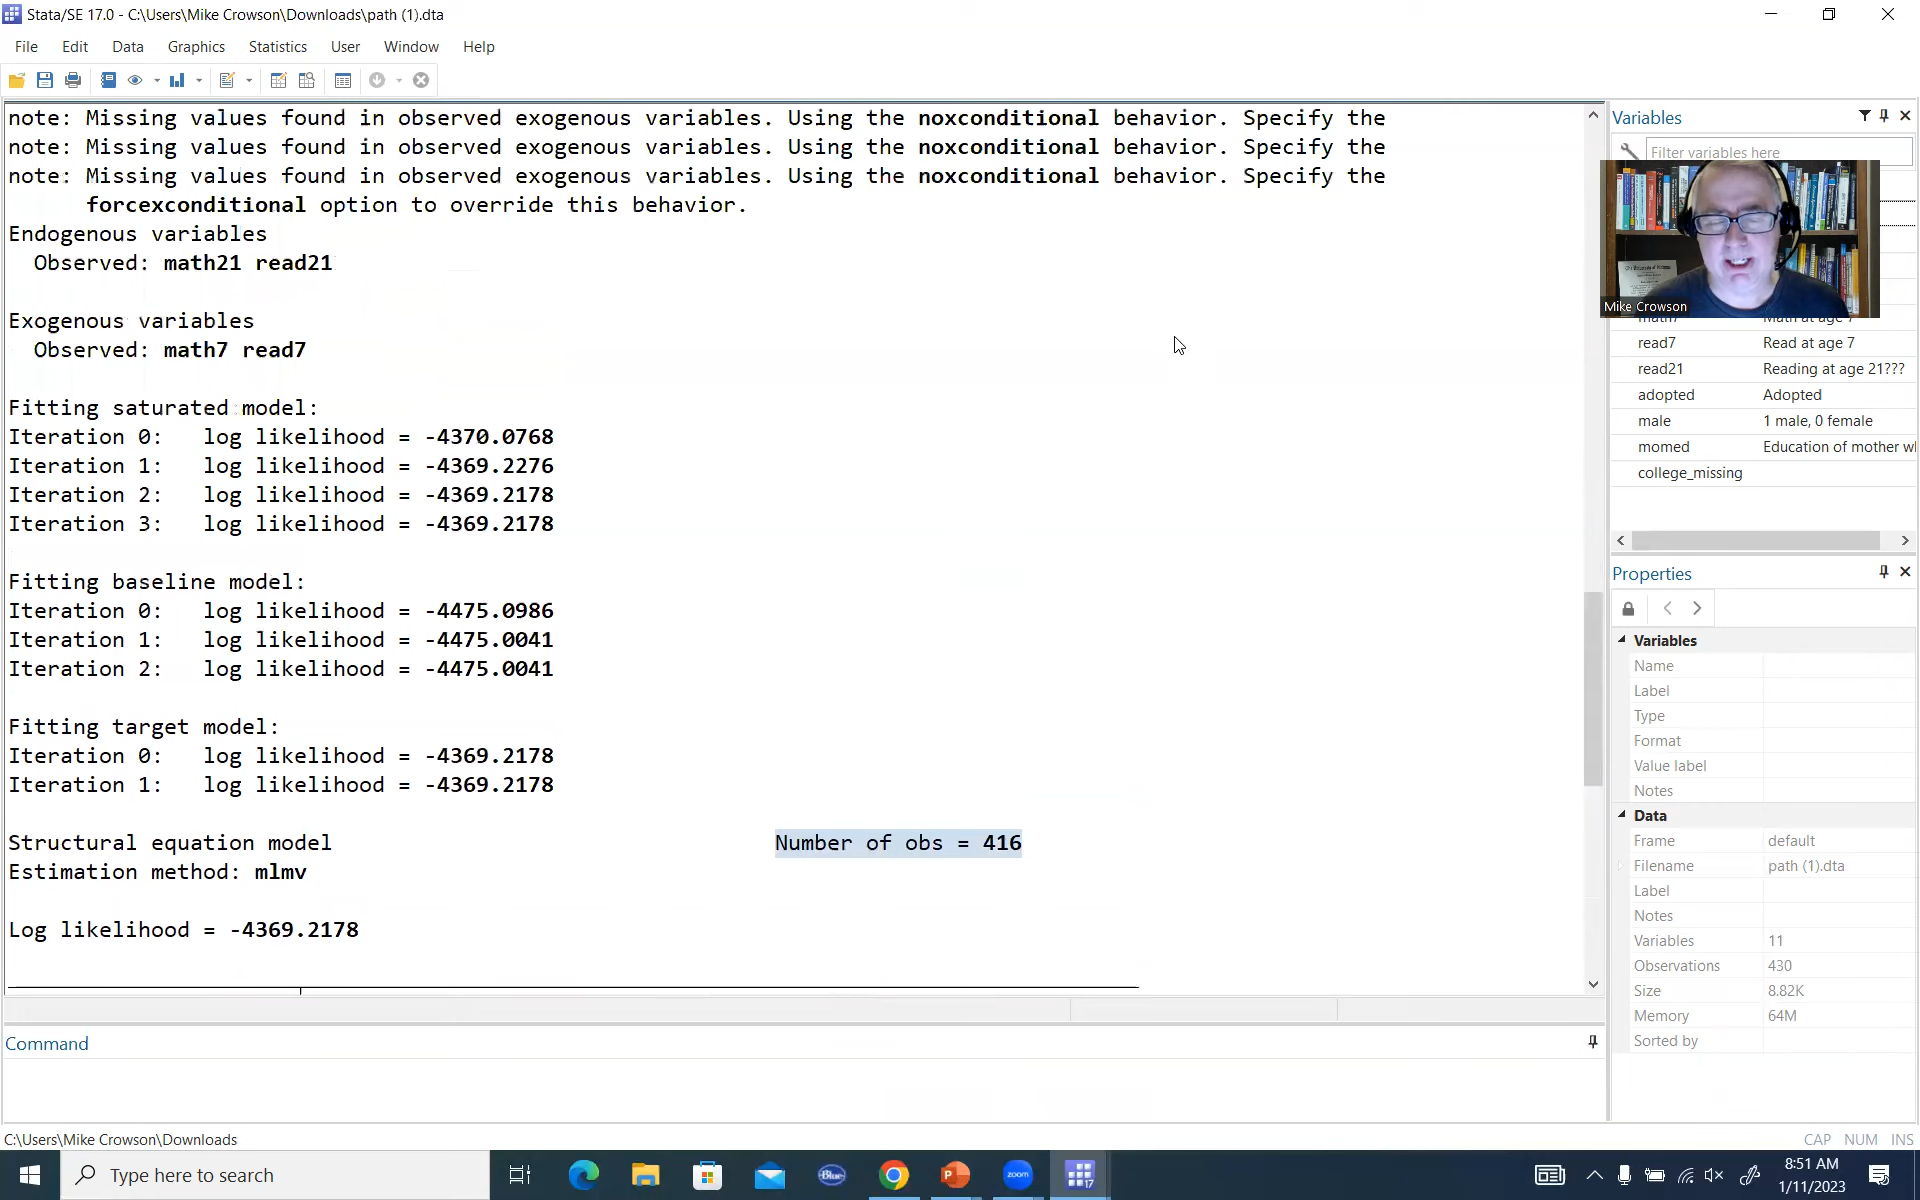 Stata/SE 17.0 - C:\Users\Mike Crowson\Downloads\path (1).dta
File Edit Data Graphics Statistics User Window Help
note: Missing values found in observed exogenous variables. Using the noxconditional behavior. Specify the
note: Missing values found in observed exogenous variables. Using the noxconditional behavior. Specify the
note: Missing values found in observed exogenous variables. Using the noxconditional behavior. Specify the
forcexconditional option to override this behavior.
Endogenous variables
Observed: math21 read21
Exogenous variables
Observed: math7 read7
Fitting saturated model:
Iteration 0: log likelihood = -4370.0768
Iteration 1: log likelihood = -4369.2276
Iteration 2: log likelihood = -4369.2178
Iteration 3: log likelihood = -4369.2178
Fitting baseline model:
Iteration 0: log likelihood = -4475.0986
Iteration 1: log likelihood = -4475.0041
Iteration 2: log likelihood = -4475.0041
Fitting target model:
Iteration 0: log likelihood = -4369.2178
Iteration 1: log likelihood = -4369.2178
Structural equation model Number of obs = 416
Estimation method: mlmv
Log likelihood = -4369.2178
Command
Variables
Filter variables here
Mike Crowson
math7 Math at age 7
read7 Read at age 7
read21 Reading at age 21???
adopted Adopted
male 1 male, 0 female
momed Education of mother w
college_missing
Properties
Variables
Name
Label
Type
Format
Value label
Notes
Data
Frame default
Filename path (1).dta
Label
Notes
Variables 11
Observations 430
Size 8.82K
Memory 64M
Sorted by
C:\Users\Mike Crowson\Downloads
CAP NUM INS
Type here to search
Blue
zoom
17
8:51 AM
1/11/2023